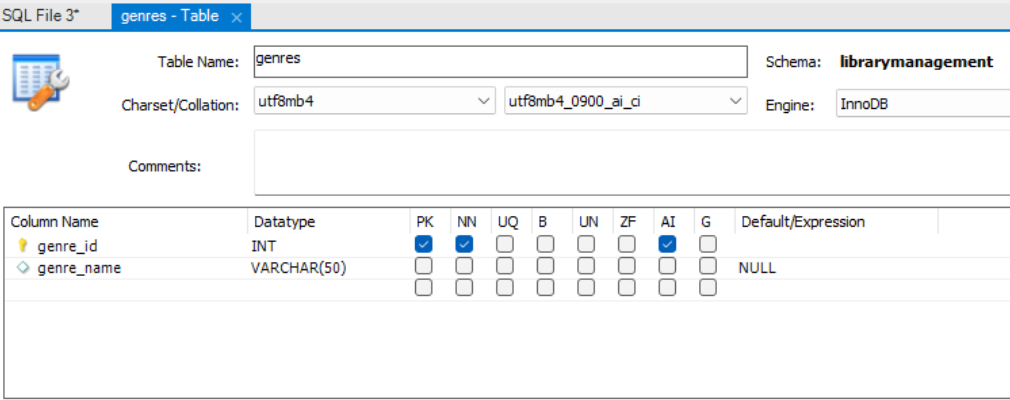 SQL File 3* genres - Table
Table Name: genres Schema: librarymanagement
Charset/Collation: utf8mb4 utf8mb4_0900_ai_ci Engine: InnoDB
Comments:
Column Name Datatype PK NN UQ B UN ZF AI G Default/Expression
genre_id INT
genre_name VARCHAR(50) NULL